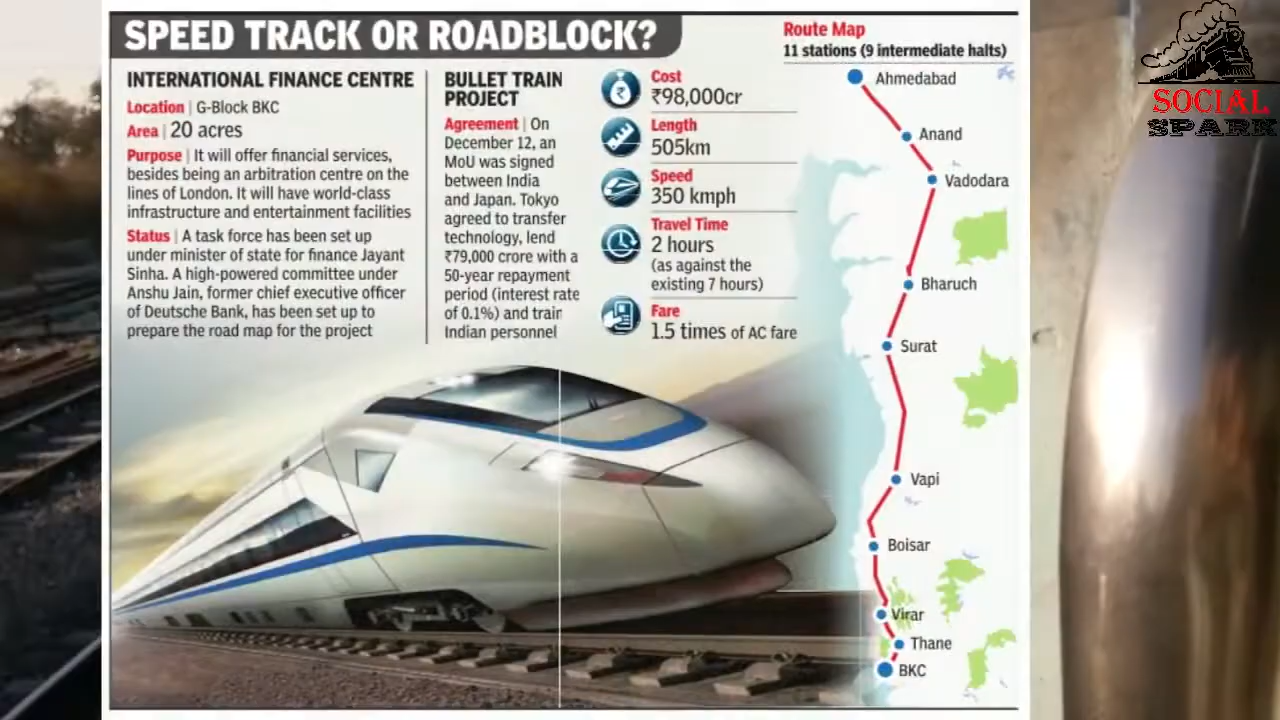 SPEED TRACK OR ROADBLOCK?
INTERNATIONAL FINANCE CENTRE
Location | G-Block BKC
Area | 20 acres
Purpose | It will offer financial services,
besides being an arbitration centre on the
lines of London. It will have world-class
infrastructure and entertainment facilities
Status | A task force has been set up
under minister of state for finance Jayant
Sinha. A high-powered committee under
Anshu Jain, former chief executive officer
of Deutsche Bank, has been set up to
prepare the road map for the project
BULLET TRAIN
PROJECT
Agreement | On
December 12, an
MoU was signed
between India
and Japan. Tokyo
agreed to transfer
technology, lend
₹79,000 crore with a
50-year repayment
period (interest rate
of 0.1%) and train
Indian personnel
Cost
₹98,000cr
Length
505km
Speed
350 kmph
Travel Time
2 hours
(as against the
existing 7 hours)
Fare
1.5 times of AC fare
Route Map
11 stations (9 intermediate halts)
Ahmedabad
Anand
Vadodara
Bharuch
Surat
Vapi
Boisar
Virar
Thane
BKC
SOCIAL
SPARK